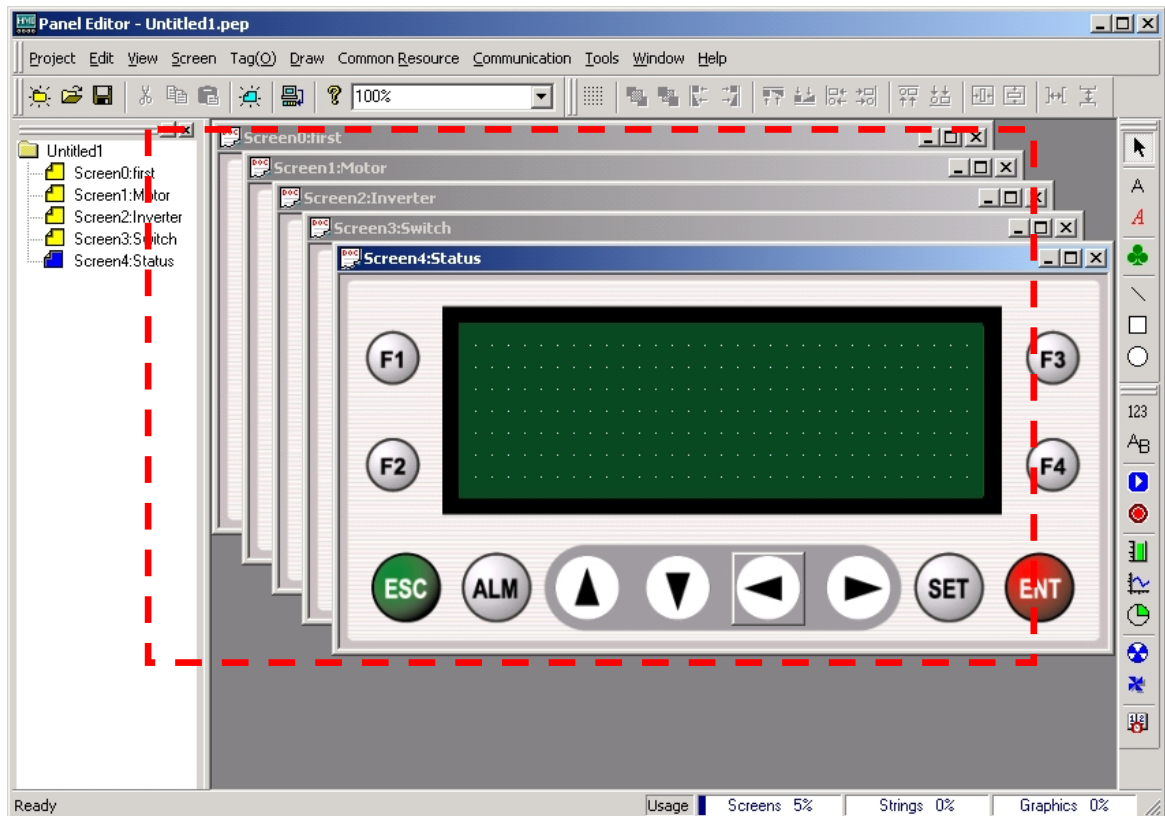 Panel Editor - Untitled1.pep
Project Edit View Screen Tag(O) Draw Common Resource Communication Tools Window Help
100%
Untitled1
Screen0:first
Screen1:Motor
Screen2:Inverter
Screen3:Switch
Screen4:Status
Screen0:first
Screen1:Motor
Screen2:Inverter
Screen3:Switch
Screen4:Status
F1
F3
F2
F4
ESC ALM SET ENT
A
A
123
AB
Ready
Usage Screens 5% Strings 0% Graphics 0%